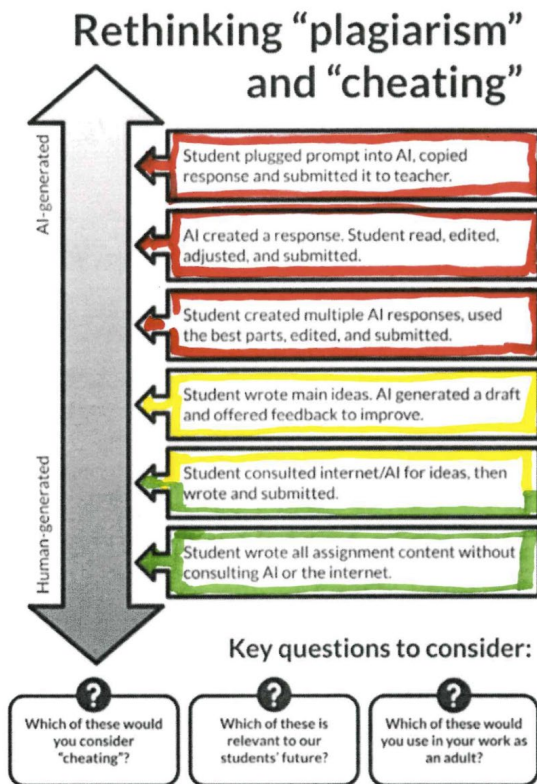 Rethinking “plagiarism”
and “cheating”
AI-generated
Student plugged prompt into AI, copied
response and submitted it to teacher.
AI created a response. Student read, edited,
adjusted, and submitted.
Student created multiple AI responses, used
the best parts, edited, and submitted.
Student wrote main ideas. AI generated a draft
and offered feedback to improve.
Student consulted internet/AI for ideas, then
wrote and submitted.
Human-generated
Student wrote all assignment content without
consulting AI or the internet.
Key questions to consider:
?
Which of these would
you consider
“cheating”?
?
Which of these is
relevant to our
students’ future?
?
Which of these would
you use in your work as
an adult?